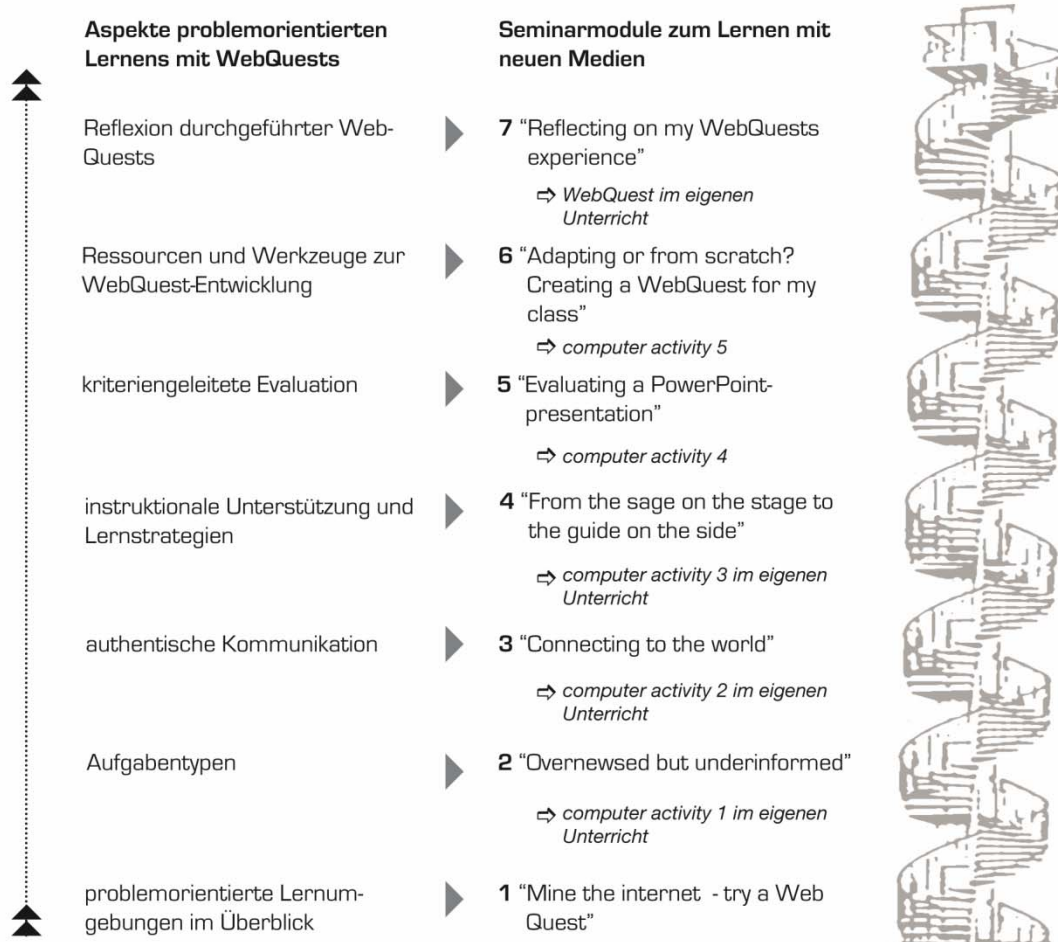 Aspekte problemorientierten
Lernens mit WebQuests
Seminarmodule zum Lernen mit
neuen Medien
Reflexion durchgeführter Web-
Quests
7 “Reflecting on my WebQuests
experience”
⇨ WebQuest im eigenen
Unterricht
Ressourcen und Werkzeuge zur
WebQuest-Entwicklung
6 “Adapting or from scratch?
Creating a WebQuest for my
class”
⇨ computer activity 5
kriteriengeleitete Evaluation
5 “Evaluating a PowerPoint-
presentation”
⇨ computer activity 4
instruktionale Unterstützung und
Lernstrategien
4 “From the sage on the stage to
the guide on the side”
⇨ computer activity 3 im eigenen
Unterricht
authentische Kommunikation
3 “Connecting to the world”
⇨ computer activity 2 im eigenen
Unterricht
Aufgabentypen
2 “Overnewsed but underinformed”
⇨ computer activity 1 im eigenen
Unterricht
problemorientierte Lernum-
gebungen im Überblick
1 “Mine the internet - try a Web
Quest”